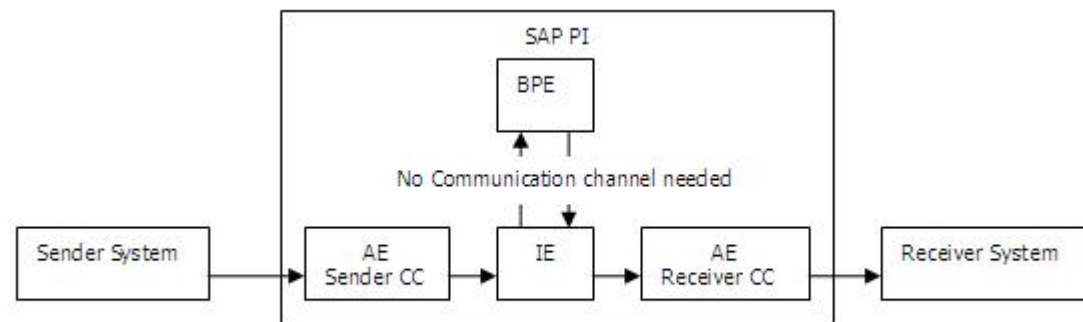 SAP PI
BPE
No Communication channel needed
Sender System
AE
Sender CC
IE
AE
Receiver CC
Receiver System